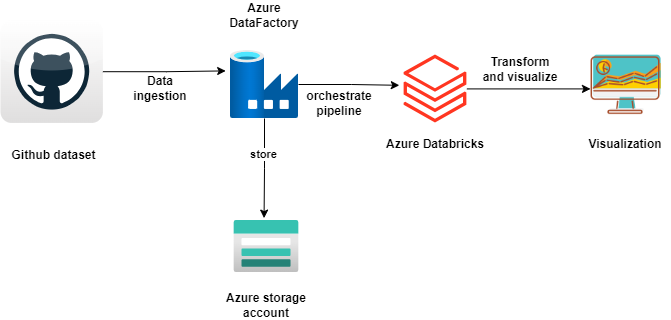 Azure
DataFactory
Data
ingestion
Transform
and visualize
orchestrate
pipeline
Github dataset
Azure Databricks
Visualization
store
Azure storage
account